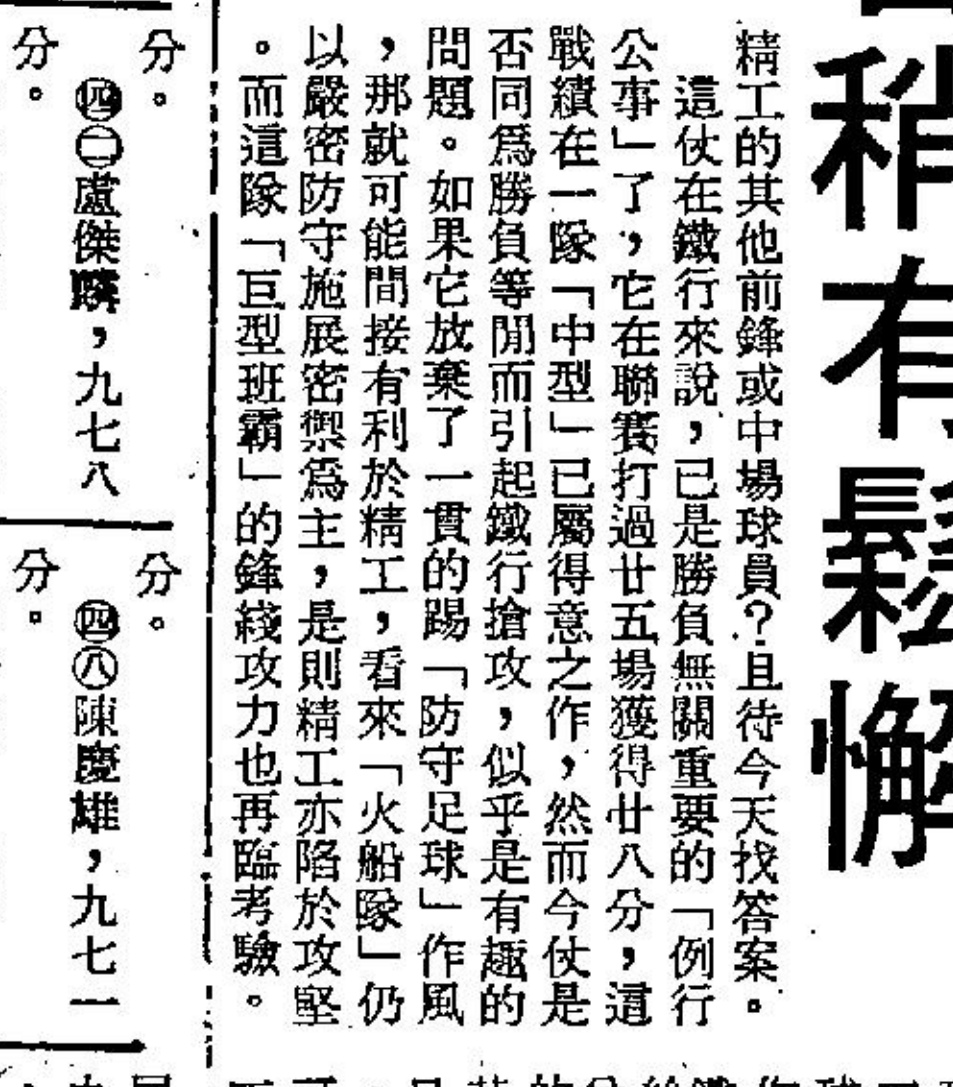 稍有鬆懈
精工的其他前鋒或中場球員？且待今天找答案。
這仗在鐵行來說，已是勝負無關重要的「例行
公事」了，它在聯賽打過廿五場獲得廿八分，這
戰績在一隊「中型」已屬得意之作，然而今仗是
否同爲勝負等閒而引起鐵行搶攻，似乎是有趣的
問題。如果它放棄了一貫的踢「防守足球」作風
，那就可能間接有利於精工，看來「火船隊」仍
以嚴密防守施展密禦爲主，是則精工亦陷於攻堅
。而這隊「巨型班霸」的鋒綫攻力也再臨考驗。
分。
㊃㊁盧傑麟，九七八
分。
分。
㊃㊇陳慶雄，九七一
分。